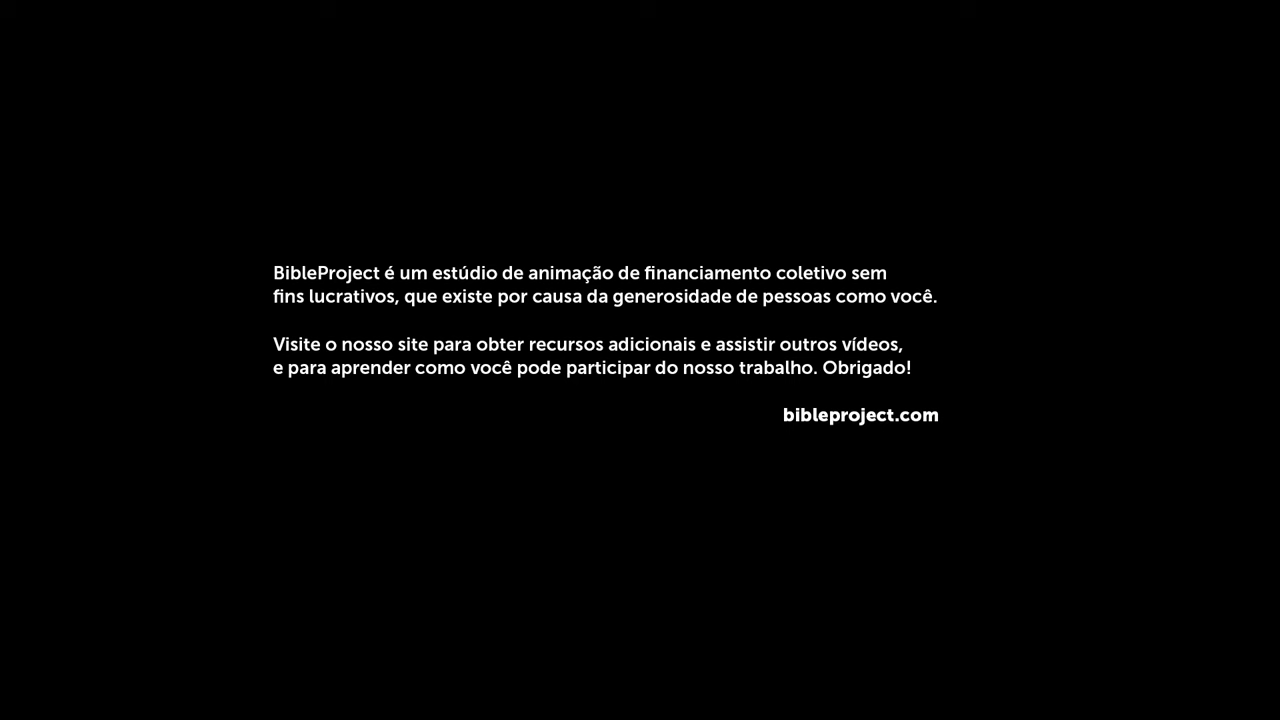 BibleProject é um estúdio de animação de financiamento coletivo sem
fins lucrativos, que existe por causa da generosidade de pessoas como você.
Visite o nosso site para obter recursos adicionais e assistir outros vídeos,
e para aprender como você pode participar do nosso trabalho. Obrigado!
bibleproject.com